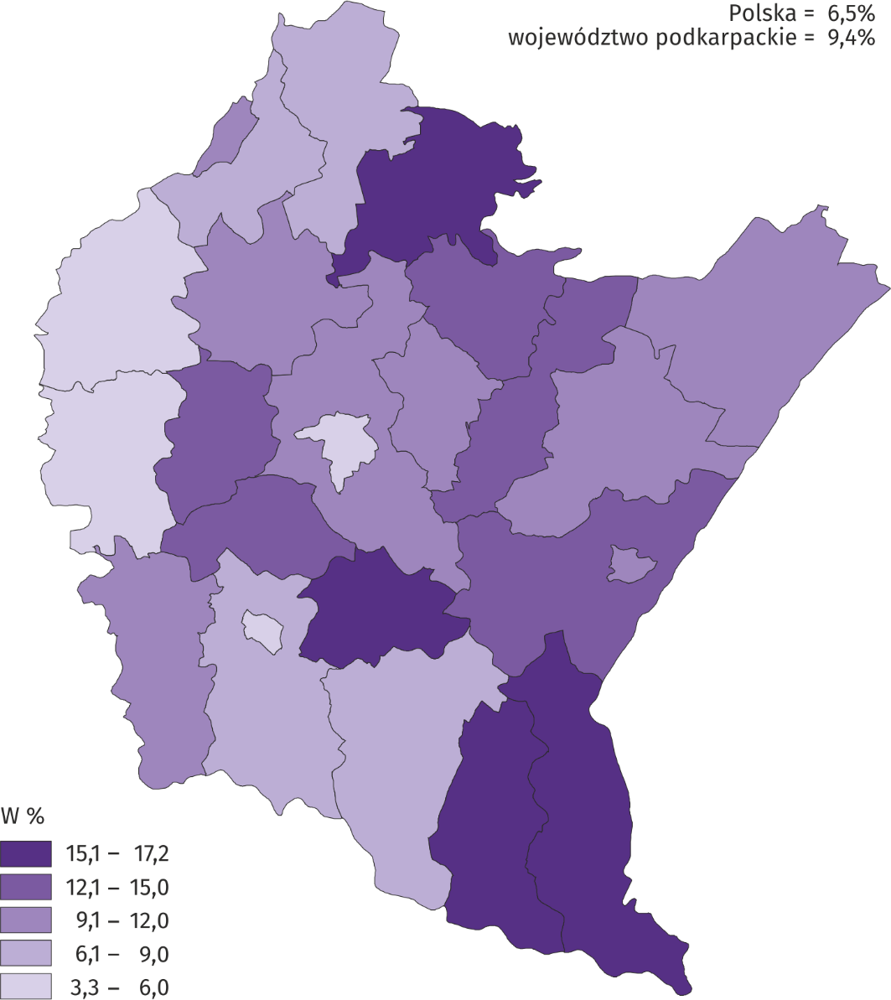 Polska = 6,5%
województwo podkarpackie = 9,4%
W %
15,1 – 17,2
12,1 – 15,0
9,1 – 12,0
6,1 – 9,0
3,3 – 6,0